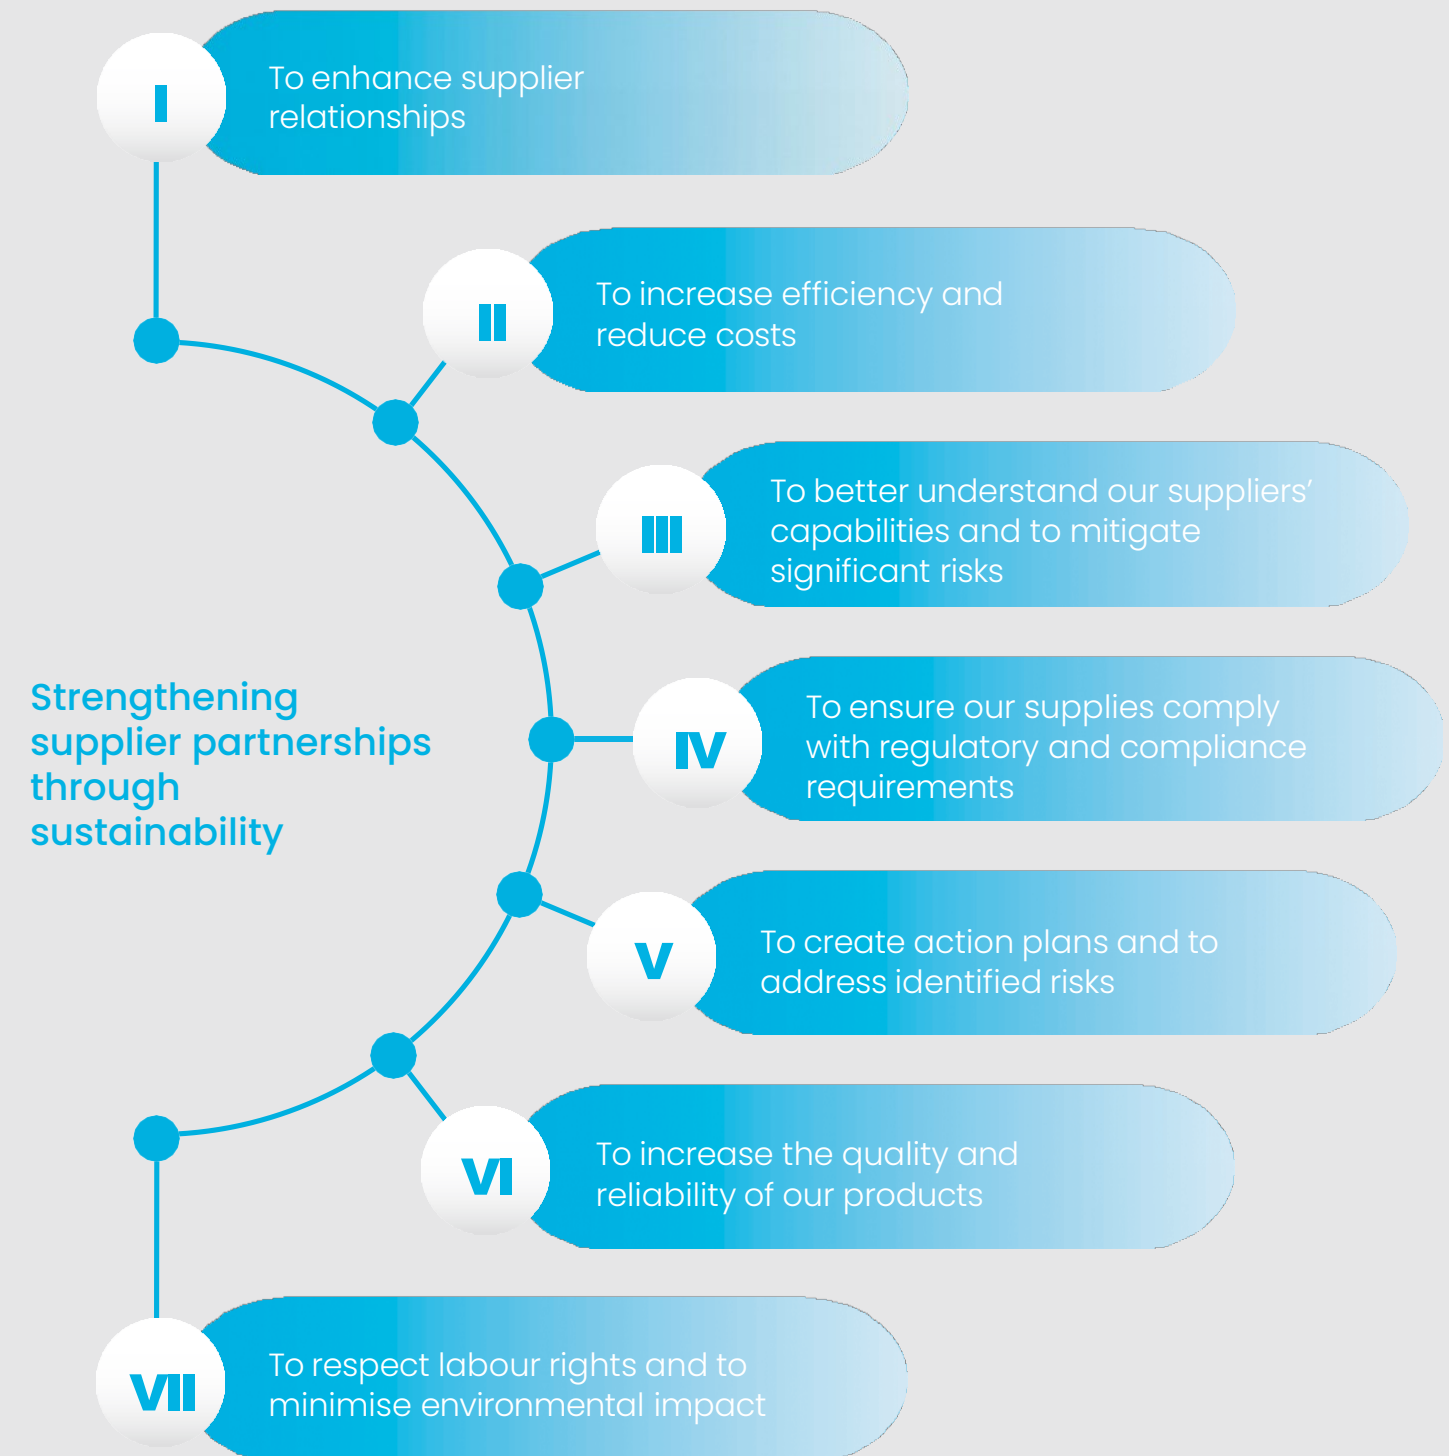 I
To enhance supplier
relationships
II
To increase efficiency and
reduce costs
III
To better understand our suppliers’
capabilities and to mitigate
significant risks
Strengthening
supplier partnerships
through
sustainability
IV
To ensure our supplies comply
with regulatory and compliance
requirements
V
To create action plans and to
address identified risks
VI
To increase the quality and
reliability of our products
VII
To respect labour rights and to
minimise environmental impact